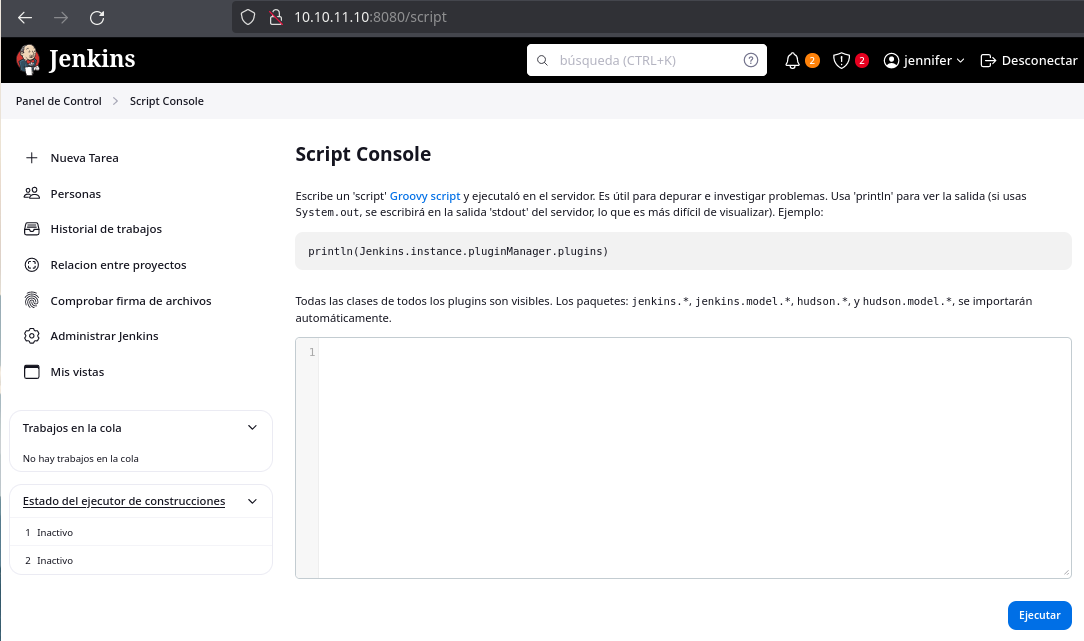 10.10.11.10:8080/script
Jenkins
búsqueda (CTRL+K)
2
2
jennifer
Desconectar
Panel de Control
Script Console
Nueva Tarea
Personas
Historial de trabajos
Relacion entre proyectos
Comprobar firma de archivos
Administrar Jenkins
Mis vistas
Trabajos en la cola
No hay trabajos en la cola
Estado del ejecutor de construcciones
1 Inactivo
2 Inactivo
Script Console
Escribe un 'script' Groovy script y ejecutaló en el servidor. Es útil para depurar e investigar problemas. Usa 'println' para ver la salida (si usas
System.out, se escribirá en la salida 'stdout' del servidor, lo que es más difícil de visualizar). Ejemplo:
println(Jenkins.instance.pluginManager.plugins)
Todas las clases de todos los plugins son visibles. Los paquetes: jenkins.*, jenkins.model.*, hudson.*, y hudson.model.*, se importarán
automáticamente.
1
Ejecutar